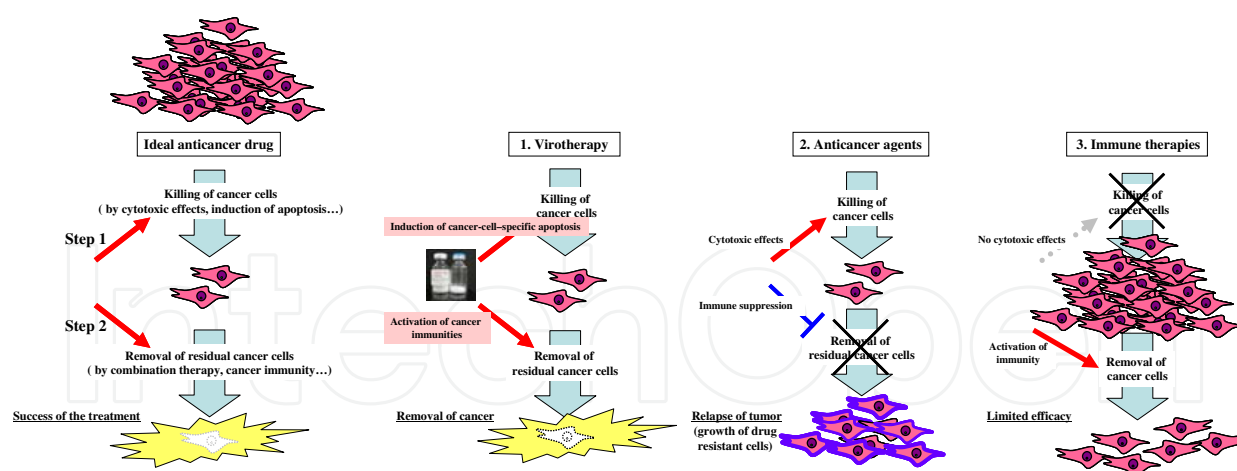 Ideal anticancer drug
Killing of cancer cells
( by cytotoxic effects, induction of apoptosis…)
Step 1
Step 2
Removal of residual cancer cells
( by combination therapy, cancer immunity…)
Success of the treatment
1. Virotherapy
Killing of
cancer cells
Induction of cancer-cell–specific apoptosis
Activation of cancer
immunities
Removal of
residual cancer cells
Removal of cancer
2. Anticancer agents
Killing of
cancer cells
Cytotoxic effects
Immune suppression
Removal of
residual cancer cells
Relapse of tumor
(growth of drug
resistant cells)
3. Immune therapies
Killing of
cancer cells
No cytotoxic effects
Activation of
immunity
Removal of
cancer cells
Limited efficacy
IntechOpen